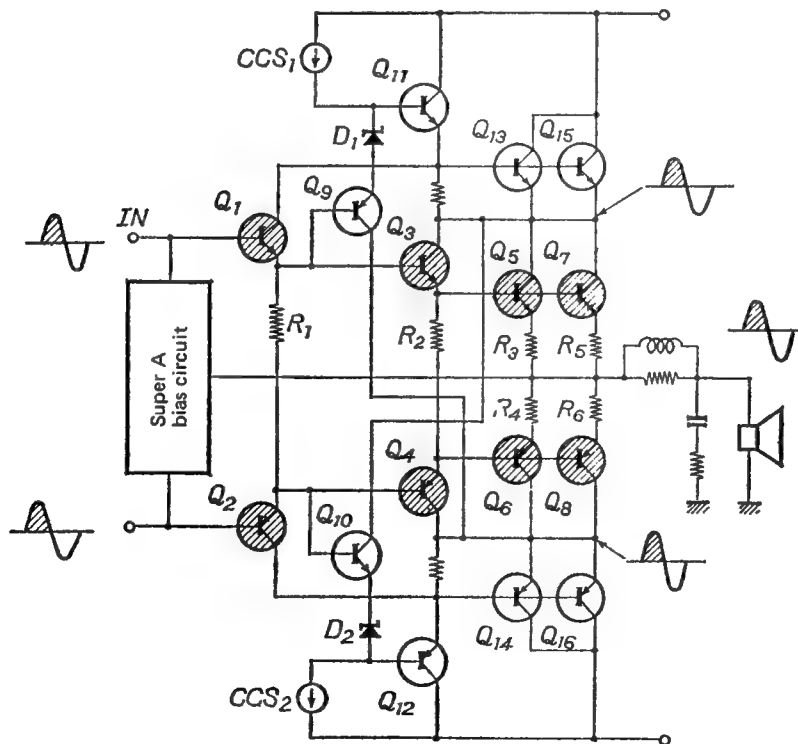 CCS1
Q11
D1
Q13
Q15
Q9
Q1
IN
Q3
Q5
Q7
R1
R2
R3
R5
Super A
bias circuit
R4
R6
Q4
Q2
Q10
Q6
Q8
D2
Q14
Q16
CCS2
Q12